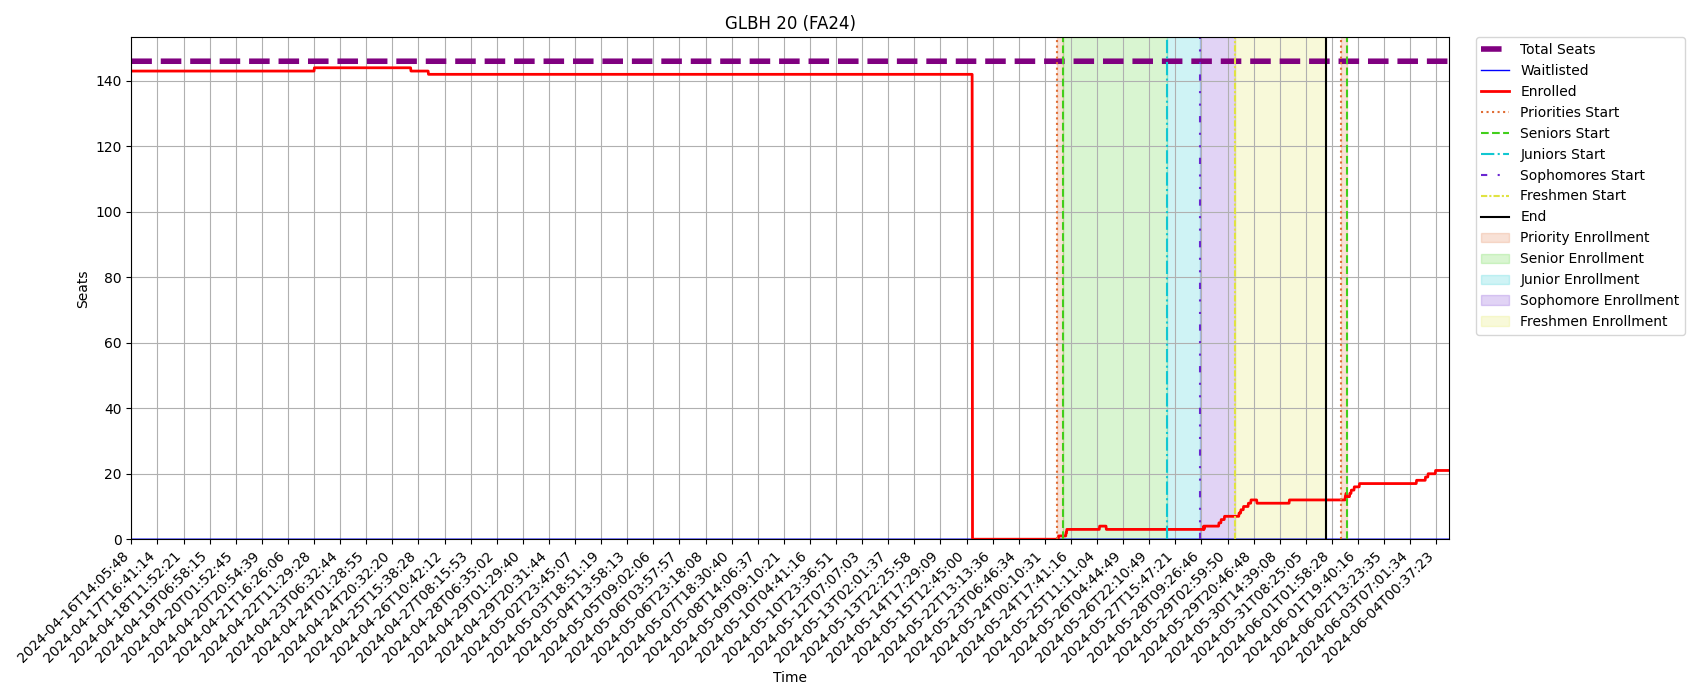 GLBH 20 (FA24)
Total Seats
Waitlisted
Enrolled
Priorities Start
Seniors Start
Juniors Start
Sophomores Start
Freshmen Start
End
Priority Enrollment
Senior Enrollment
Junior Enrollment
Sophomore Enrollment
Freshmen Enrollment
Seats
140
120
100
80
60
40
20
0
2024-04-16T14:05:48
2024-04-17T16:41:14
2024-04-18T11:52:21
2024-04-19T06:58:15
2024-04-20T01:52:45
2024-04-20T20:54:39
2024-04-21T16:26:06
2024-04-22T11:29:28
2024-04-23T06:32:44
2024-04-24T01:28:55
2024-04-24T20:32:20
2024-04-25T15:38:28
2024-04-26T10:42:12
2024-04-27T08:15:53
2024-04-28T06:35:02
2024-04-29T01:29:40
2024-04-29T20:31:44
2024-05-02T23:45:07
2024-05-03T18:51:19
2024-05-04T13:58:13
2024-05-05T09:02:06
2024-05-06T03:57:57
2024-05-06T23:18:08
2024-05-07T18:30:40
2024-05-08T14:06:37
2024-05-09T09:10:21
2024-05-10T04:41:16
2024-05-10T23:36:51
2024-05-12T07:07:03
2024-05-13T02:01:37
2024-05-13T22:25:58
2024-05-14T17:29:09
2024-05-15T12:45:00
2024-05-22T13:13:36
2024-05-23T06:46:34
2024-05-24T00:10:31
2024-05-24T17:41:16
2024-05-25T11:11:04
2024-05-26T04:44:49
2024-05-26T22:10:49
2024-05-27T15:47:21
2024-05-28T09:26:46
2024-05-29T02:59:50
2024-05-29T20:46:48
2024-05-30T14:39:08
2024-05-31T08:25:05
2024-06-01T01:58:28
2024-06-01T19:40:16
2024-06-02T13:23:35
2024-06-03T07:01:34
2024-06-04T00:37:23
Time